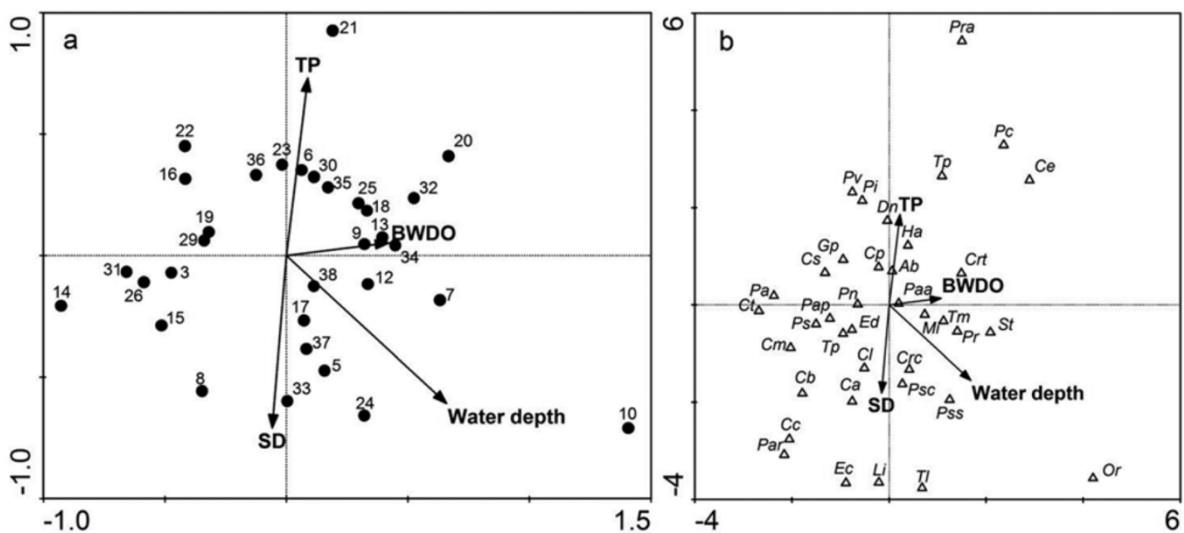 1.0
a
21
TP
22
23
6
30
36
20
16
35
25
32
18
19
13
BWDO
29
9
34
31
3
38
12
26
7
14
17
15
37
5
8
33
24
Water depth
10
SD
-1.0
-1.0
1.5
6
b
Pra
Pc
Tp
Ce
Pv
Pi
Dn
TP
Ha
Gp
Cp
Cs
Ab
Crt
Pa
Paa
BWDO
Ct
Pap
Pn
Ps
Ed
Ml
Tm
Pr
St
Cm
Tp
Cl
Crc
Cb
Ca
Psc
Water depth
SD
Pss
Cc
Par
Ec
Li
Tl
Or
-4
-4
6